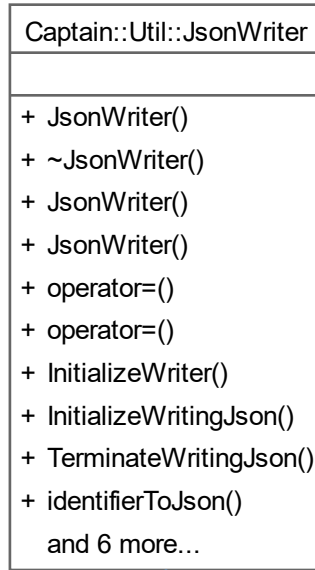 Captain::Util::JsonWriter
+ JsonWriter()
+ ~JsonWriter()
+ JsonWriter()
+ JsonWriter()
+ operator=()
+ operator=()
+ InitializeWriter()
+ InitializeWritingJson()
+ TerminateWritingJson()
+ identifierToJson()
and 6 more...